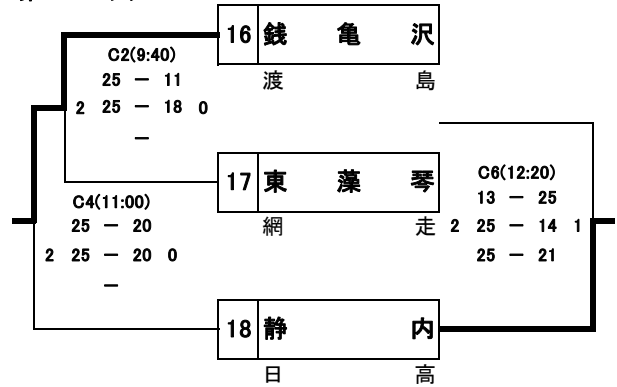 16 銭 亀 沢
渡 島
C2(9:40)
25 － 11
2 25 － 18 0
－
17 東 藻 琴
網 走
C4(11:00)
25 － 20
2 25 － 20 0
－
C6(12:20)
13 － 25
2 25 － 14 1
25 － 21
18 静 内
日 高